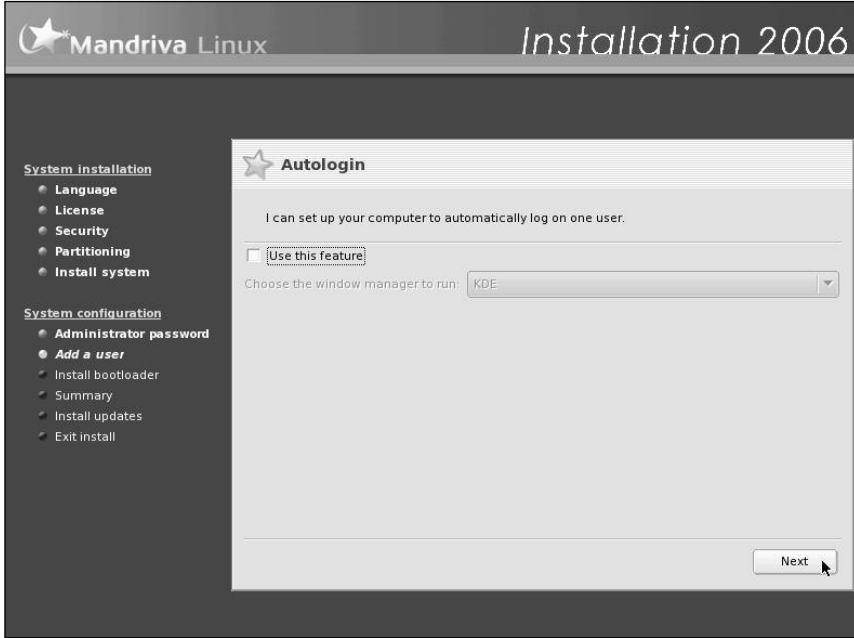 Mandriva Linux
Installation 2006
System installation
Language
License
Security
Partitioning
Install system
System configuration
Administrator password
Add a user
Install bootloader
Summary
Install updates
Exit install
Autologin
I can set up your computer to automatically log on one user.
Use this feature
Choose the window manager to run: KDE
Next